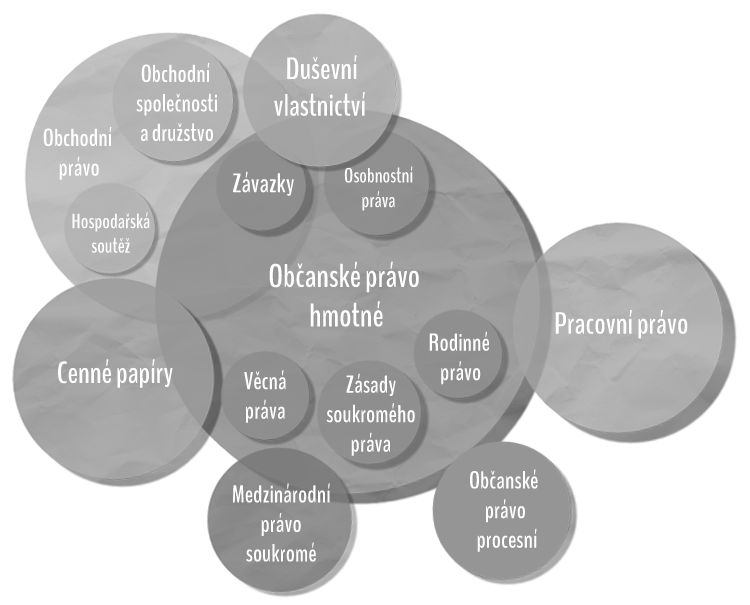 Duševní
vlastnictví
Obchodní
společnosti
a družstvo
Obchodní
právo
Hospodařská
soutěž
Závazky
Osobnostní
práva
Občanské právo
hmotné
Pracovní právo
Cenné papíry
Rodinné
právo
Věcná
práva
Zásady
soukromého
práva
Medzinárodní
právo
soukromé
Občanské
právo
procesní